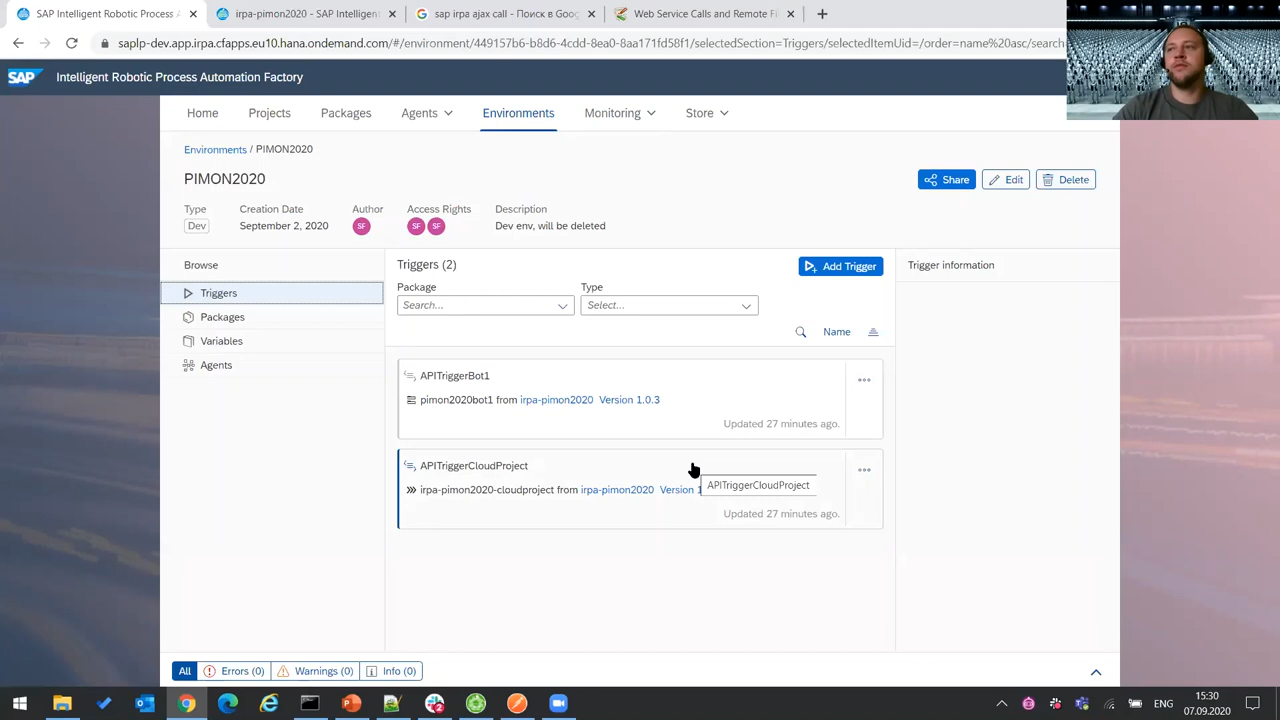 SAP Intelligent Robotic Process A
irpa-pimon2020 - SAP Intelligent
sap irpa ajox call - Поиск в Goog
Web Service Calls and Remote Fi
sapIp-dev.irpa.cfapps.eu10.hana.ondemand.com/#/environment/449157b6-b8d6-4cdd-8ea0-8aa171fd58f1/selectedSection=Triggers/selectedItemUid=/order=name%20asc/search
SAP Intelligent Robotic Process Automation Factory
Home Projects Packages Agents Environments Monitoring Store
Environments / PIMON2020
PIMON2020
Share Edit Delete
Type Creation Date Author Access Rights Description
Dev September 2, 2020 SF SF SF Dev env, will be deleted
Browse
Triggers
Packages
Variables
Agents
Triggers (2)
Add Trigger
Package Type
Search... Select...
Name
APITriggerBot1
pimon2020bot1 from irpa-pimon2020 Version 1.0.3
Updated 27 minutes ago.
APITriggerCloudProject
irpa-pimon2020-cloudproject from irpa-pimon2020 Version 1
APITriggerCloudProject
Updated 27 minutes ago.
Trigger information
All Errors (0) Warnings (0) Info (0)
ENG
15:30
07.09.2020